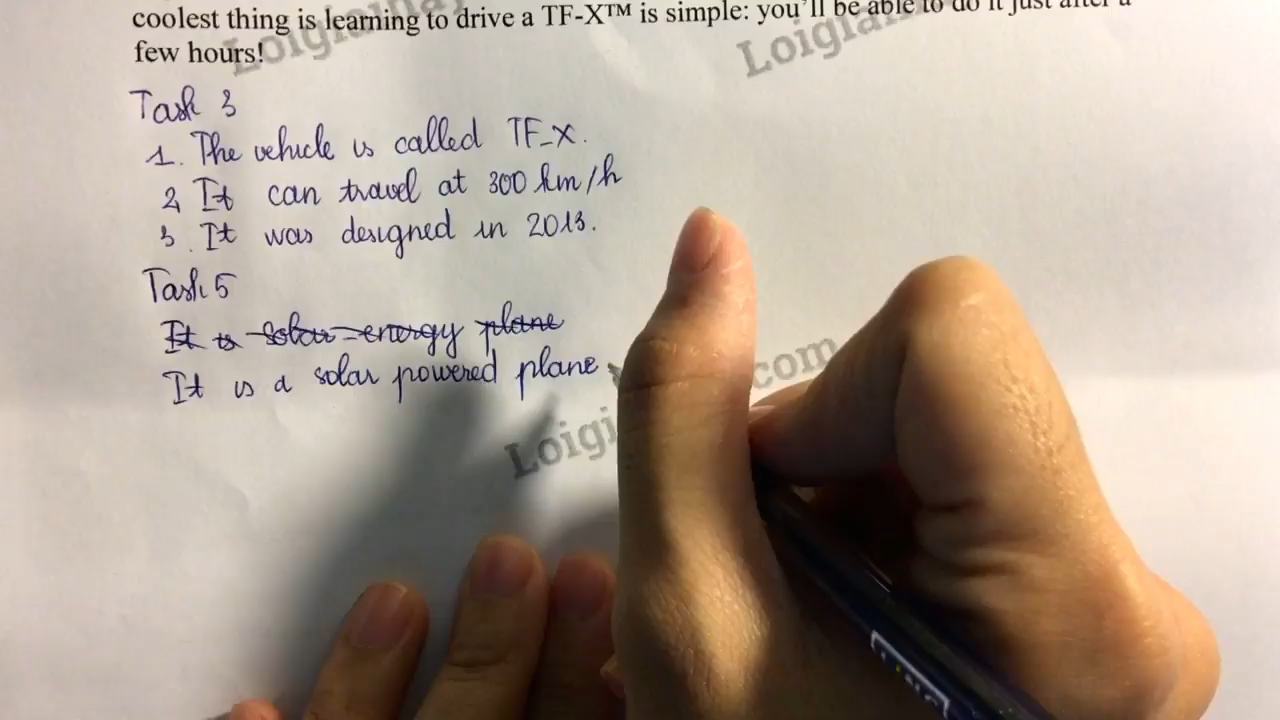 coolest thing is learning to drive a TF-X™ is simple: you'll be able to do it just after a
few hours!
Task 3
1. The vehicle is called TF-X.
2, It can travel at 300 km/h
3. It was designed in 2013.
Task 5
It is solar-energy plane
It is a solar powered plane